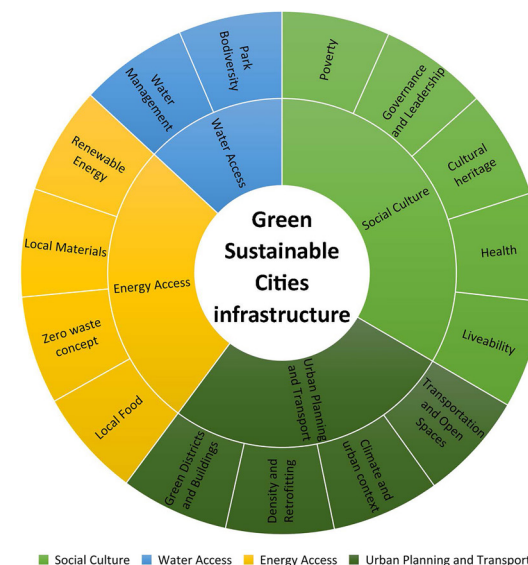 Green
Sustainable
Cities
infrastructure
Social Culture
Poverty
Governance
and Leadership
Cultural
heritage
Health
Liveability
Urban Planning
and Transport
Transportation
and Open
Spaces
Climate and
urban context
Density and
Retrofitting
Green Districts
and Buildings
Energy Access
Local Food
Zero waste
concept
Local Materials
Renewable
Energy
Water Access
Water
Management
Park
Bodiversity
Social Culture
Water Access
Energy Access
Urban Planning and Transport